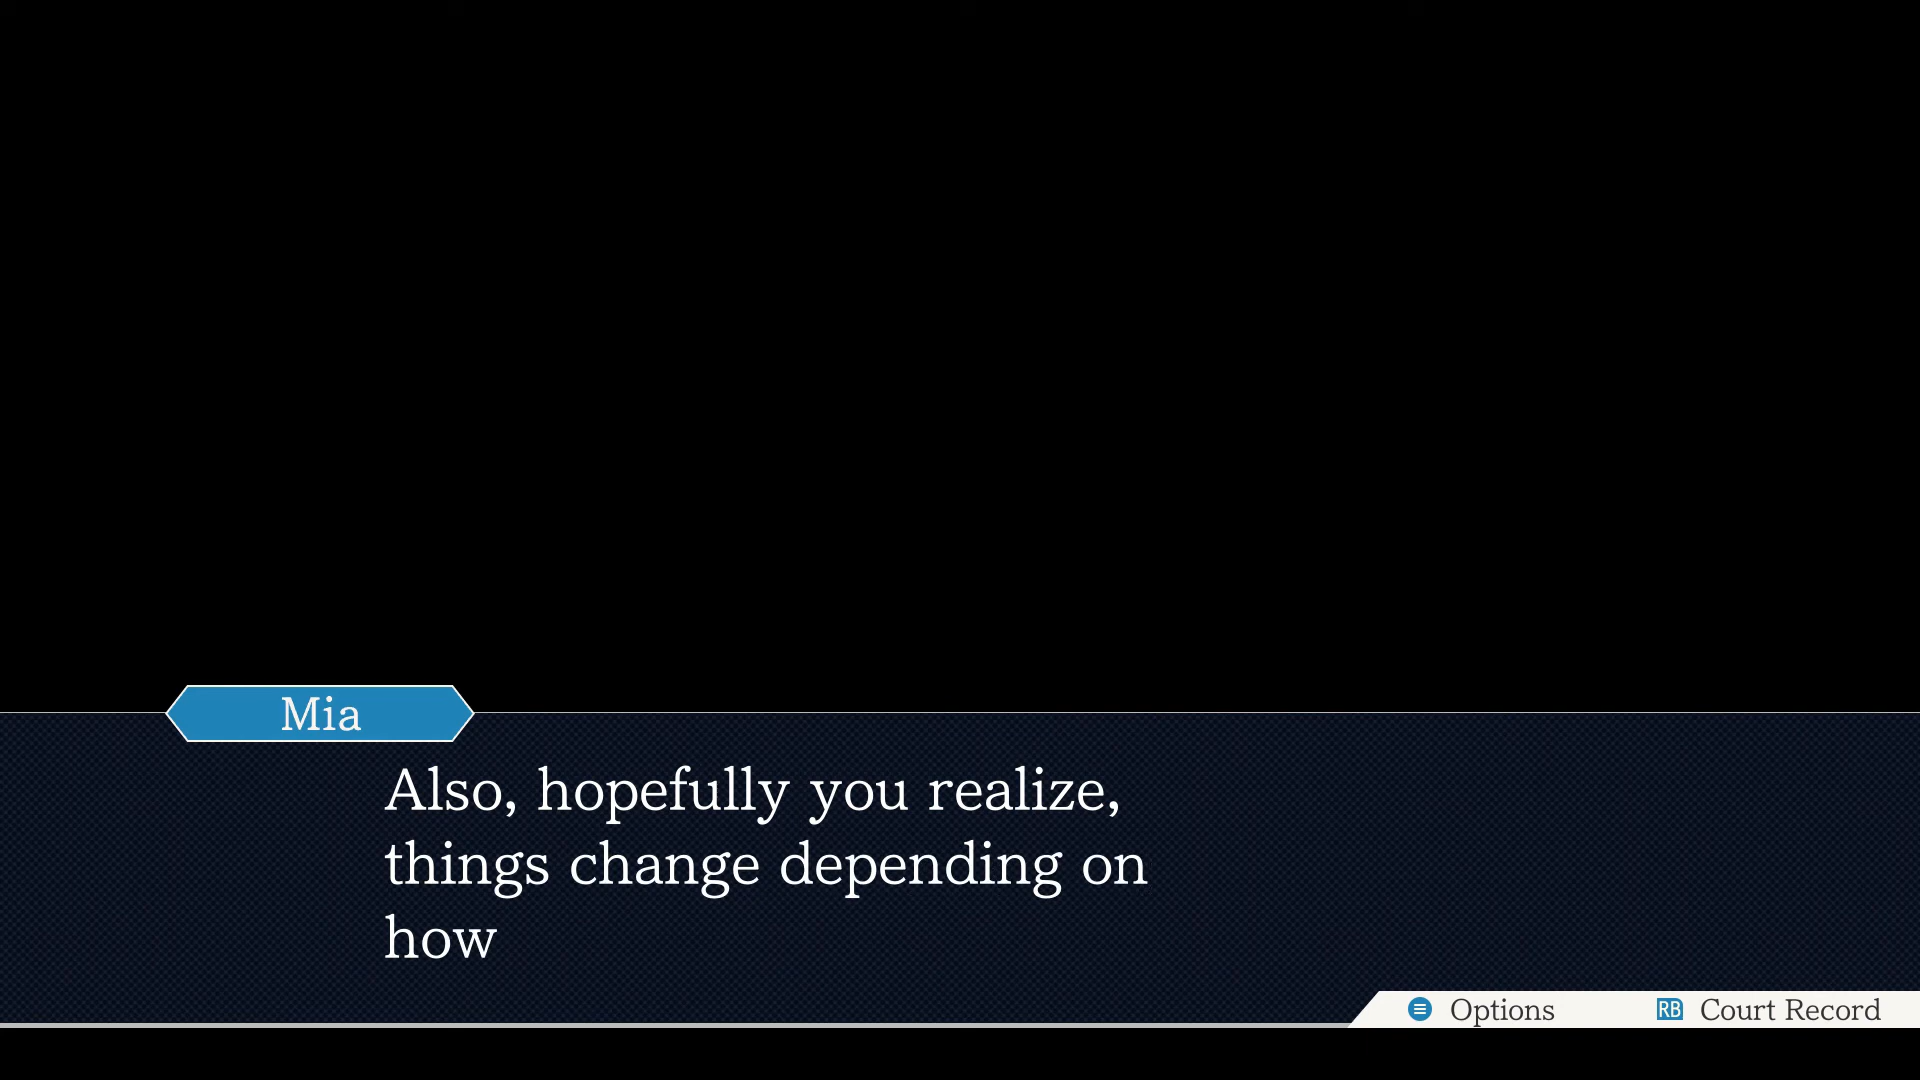 Mia
Also, hopefully you realize,
things change depending on
how
Options
RB Court Record